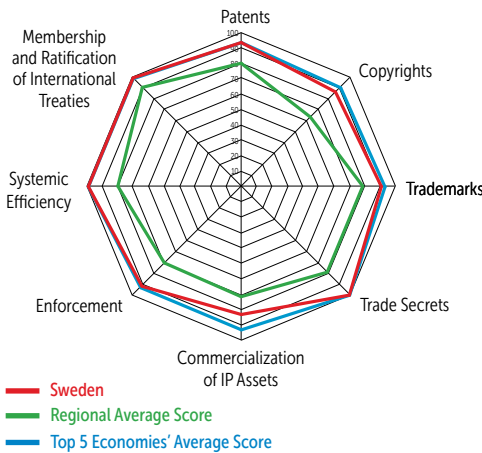 Patents
Membership
and Ratification
of International
Treaties
Copyrights
100
90
80
70
60
50
40
30
20
10
Systemic
Efficiency
Trademarks
Enforcement
Trade Secrets
Commercialization
of IP Assets
Sweden
Regional Average Score
Top 5 Economies' Average Score